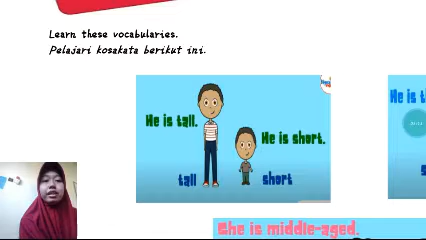 Learn these vocabularies.
Pelajari kosakata berikut ini.
He is tall.
He is short.
tall
short
He is
She is middle-aged.